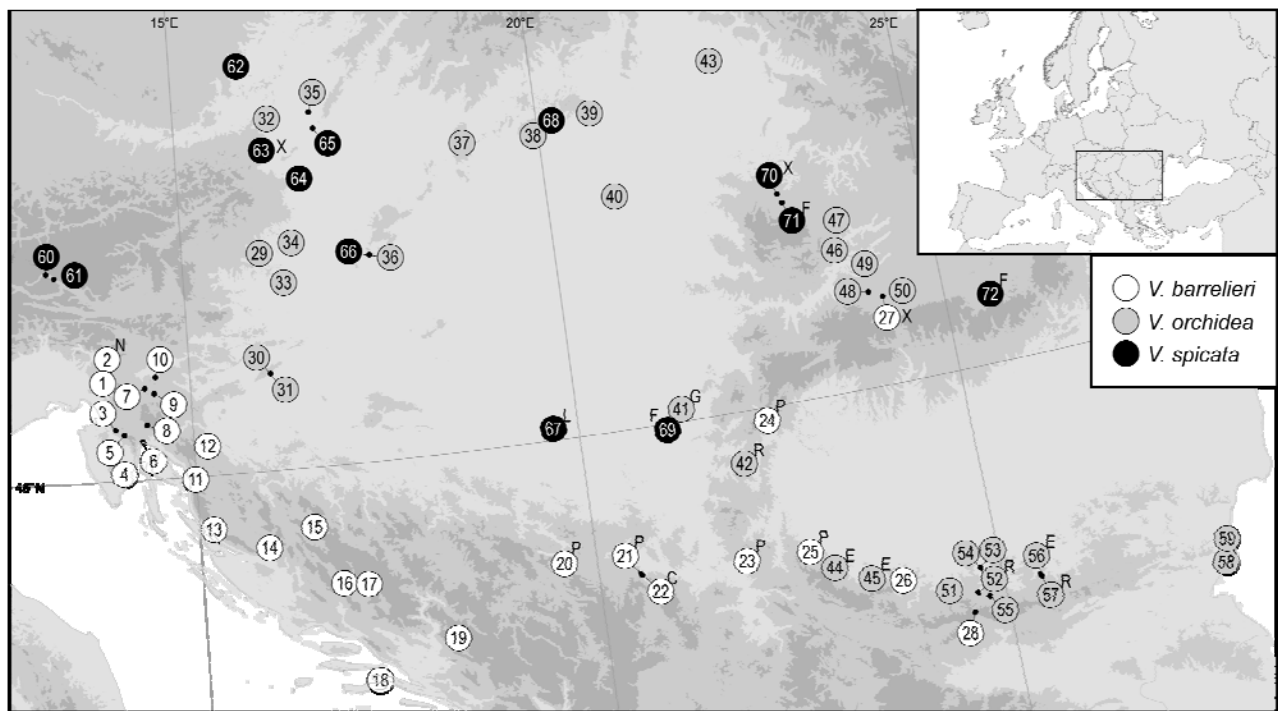 15°E 20°E 25°E
62
43
35
32
39
68
38
65
37
63 X
64
70 X
40
71 F
47
34
46
29
66 36
49
60
61
33
48 50
72 F
27 X
V. barrelieri
V. orchidea
V. spicata
2 N
10
30
1
31
7
9
3
41 G
24 P
67 L
F
69
8
5
12
6
42 R
4
11
45°N
13
15
14
59
54 53
56 E
21 P
25 P
20 P
23 P
58
44 E
45 E
52 R
26
16 17
22 C
51
57 R
55
28
19
18